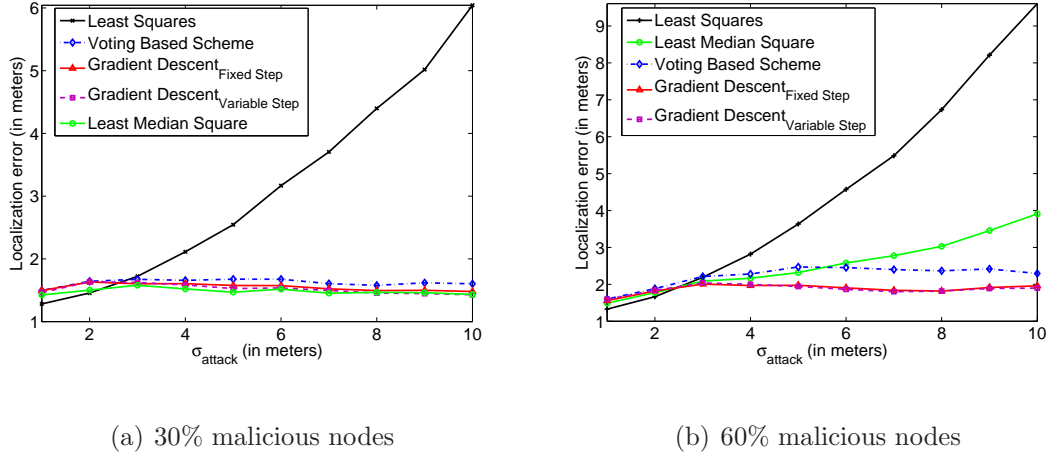 Least Squares
Voting Based Scheme
Gradient Descent_Fixed Step
Gradient Descent_Variable Step
Least Median Square
Localization error (in meters)
6
5
4
3
2
1
2 4 6 8 10
σ_attack (in meters)
(a) 30% malicious nodes
Least Squares
Least Median Square
Voting Based Scheme
Gradient Descent_Fixed Step
Gradient Descent_Variable Step
Localization error (in meters)
9
8
7
6
5
4
3
2
1
2 4 6 8 10
σ_attack (in meters)
(b) 60% malicious nodes